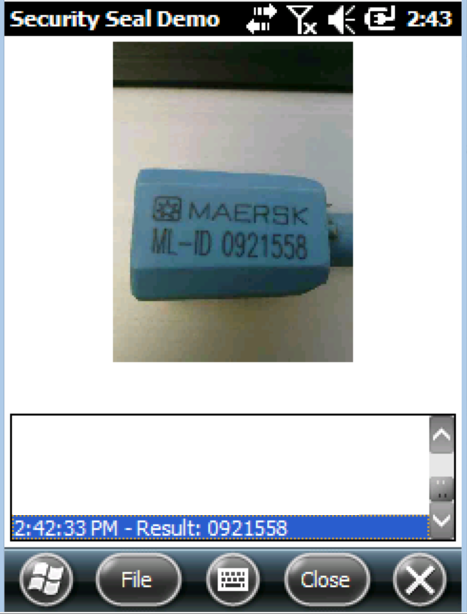 Security Seal Demo 2:43
MAERSK
ML-ID 0921558
2:42:33 PM - Result: 0921558
File Close